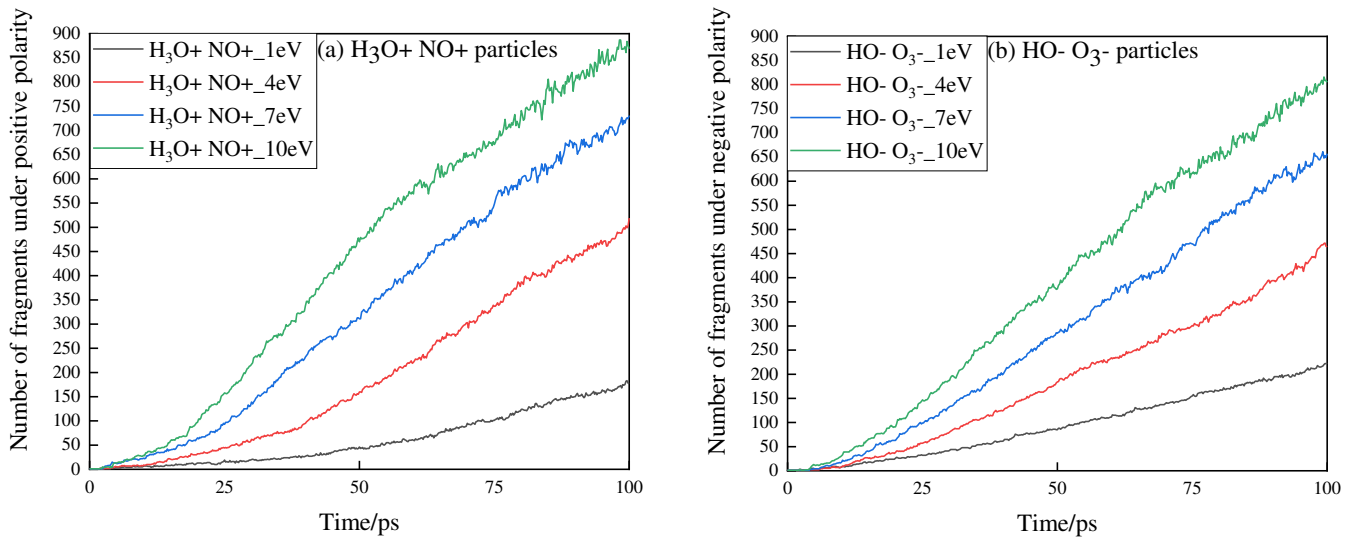 (a) H₃O+ NO+ particles
H₃O+ NO+_1eV
H₃O+ NO+_4eV
H₃O+ NO+_7eV
H₃O+ NO+_10eV
Number of fragments under positive polarity
900
850
800
750
700
650
600
550
500
450
400
350
300
250
200
150
100
50
0
0 25 50 75 100
Time/ps
(b) HO- O₃- particles
HO- O₃-_1eV
HO- O₃-_4eV
HO- O₃-_7eV
HO- O₃-_10eV
Number of fragments under negative polarity
900
850
800
750
700
650
600
550
500
450
400
350
300
250
200
150
100
50
0
0 25 50 75 100
Time/ps